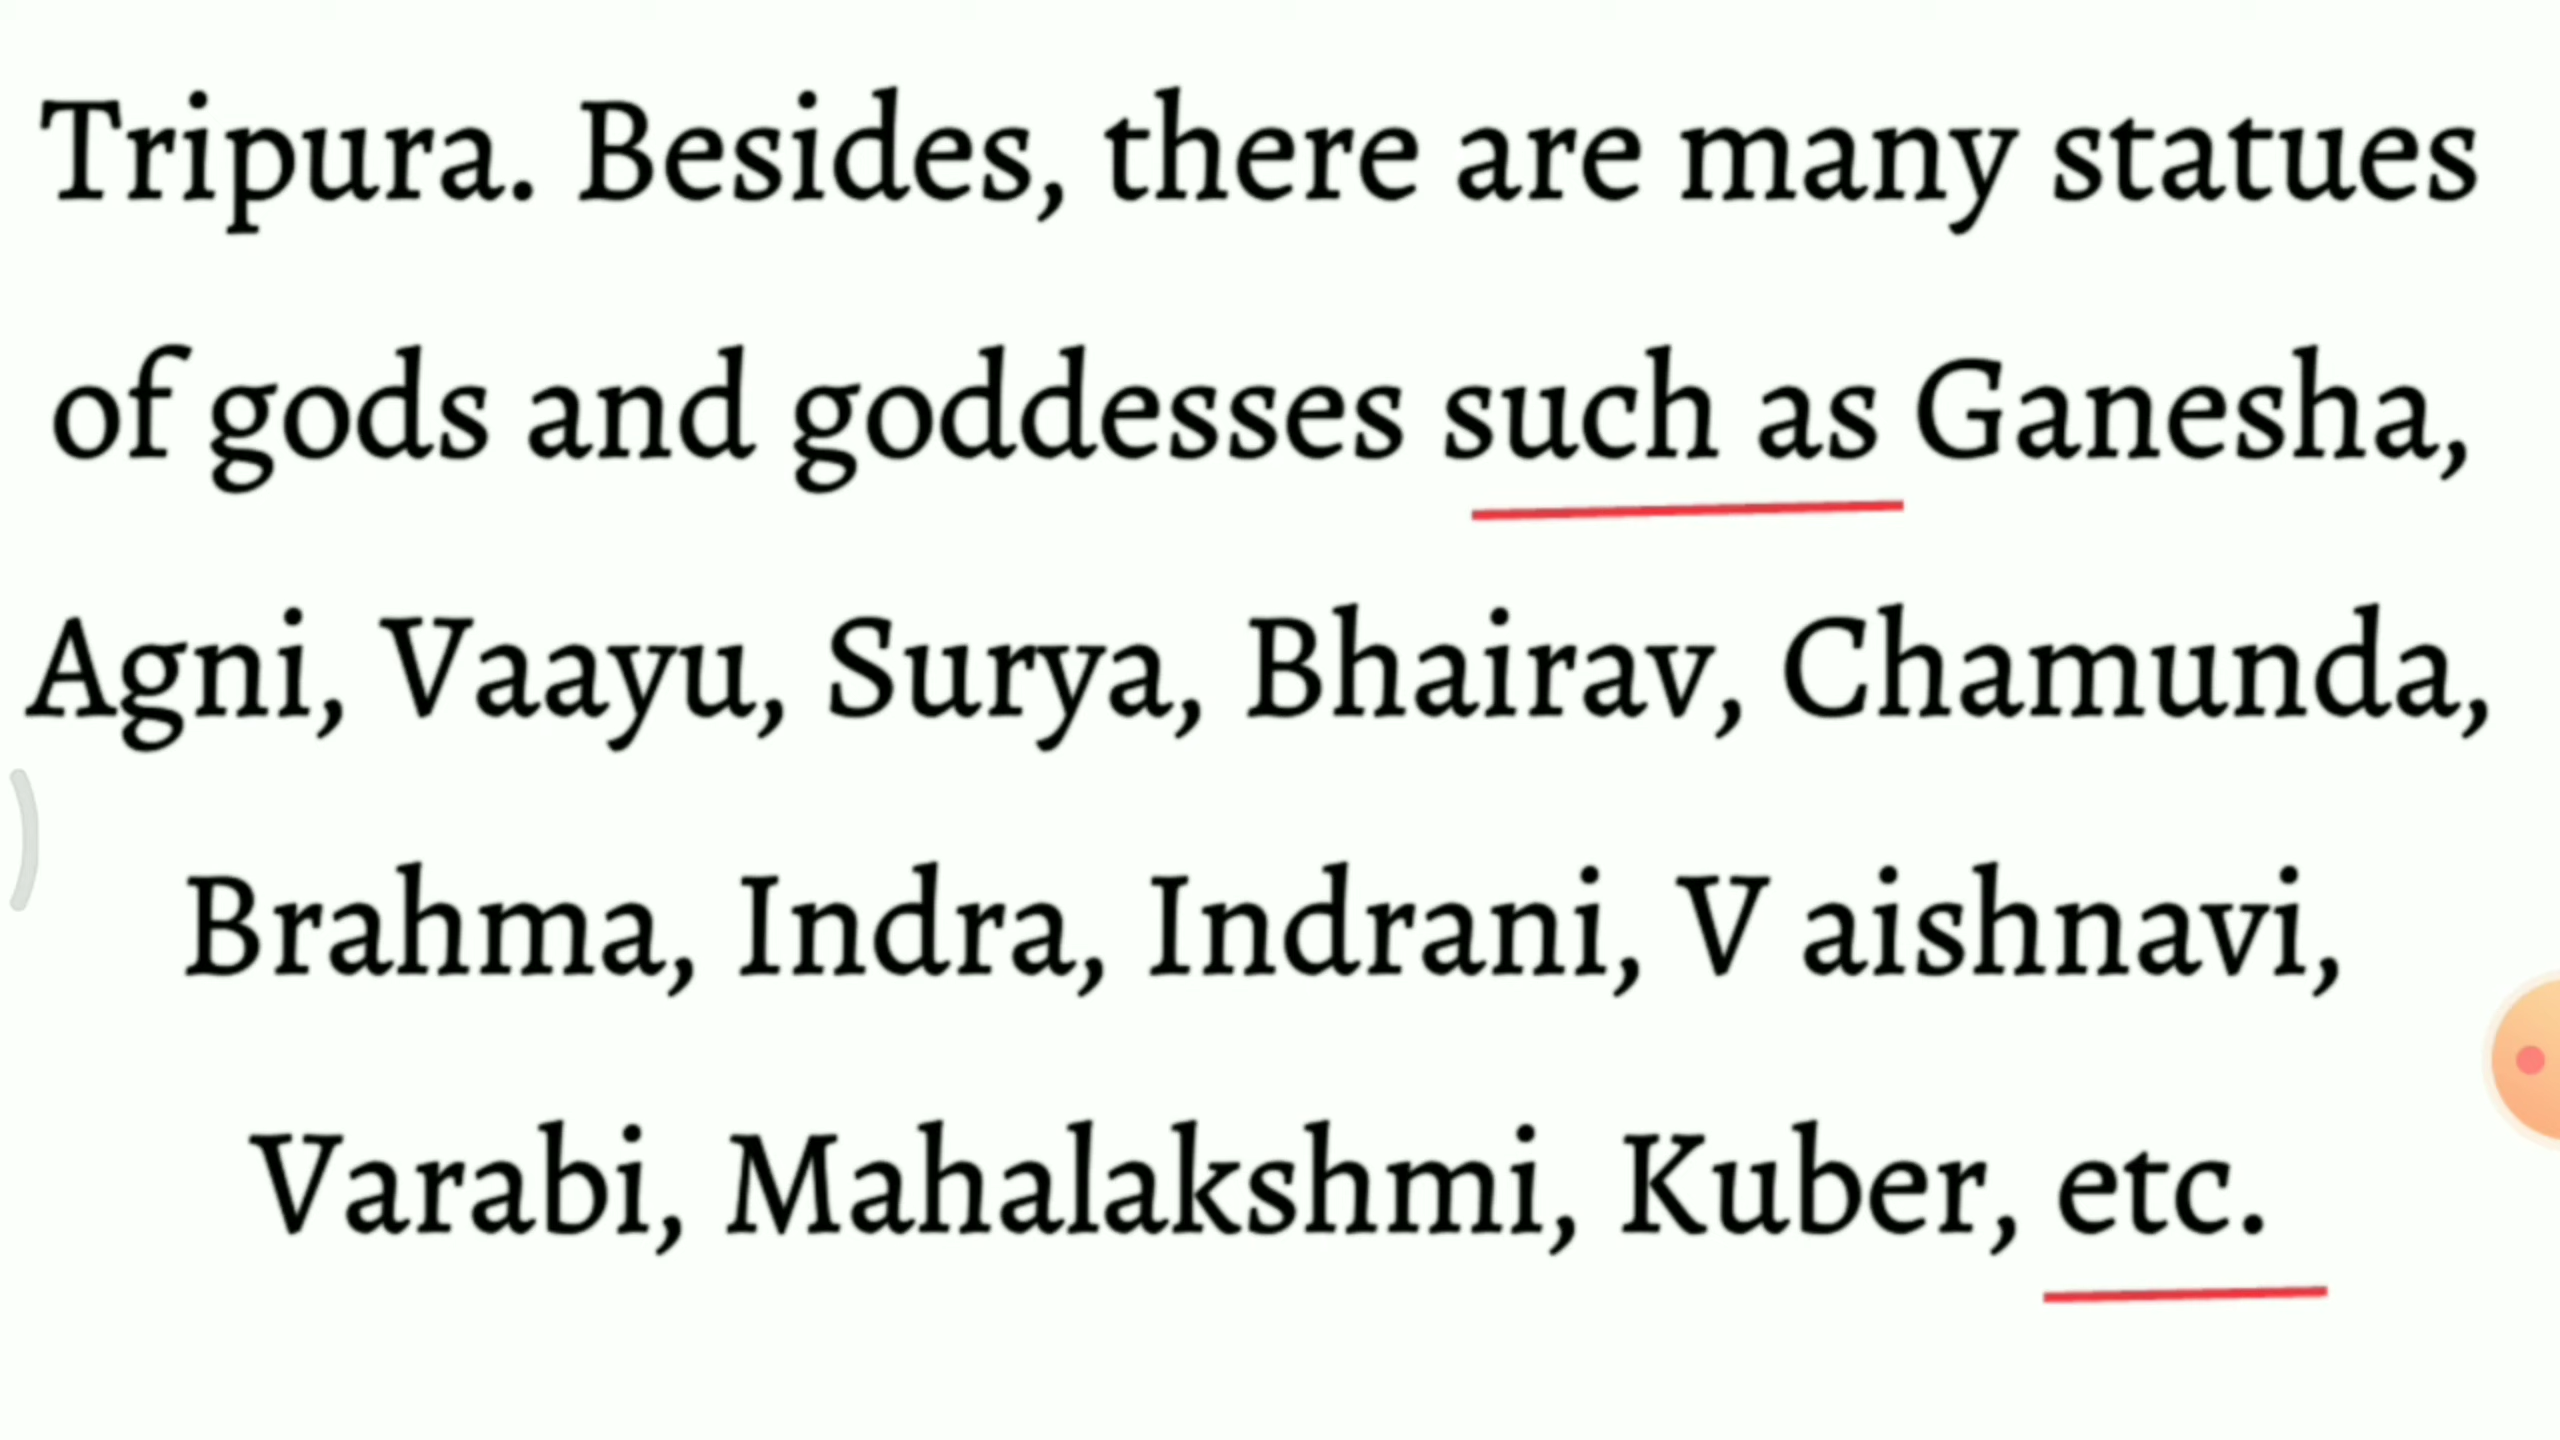 Tripura. Besides, there are many statues
of gods and goddesses such as Ganesha,
Agni, Vaayu, Surya, Bhairav, Chamunda,
Brahma, Indra, Indrani, V aishnavi,
Varabi, Mahalakshmi, Kuber, etc.